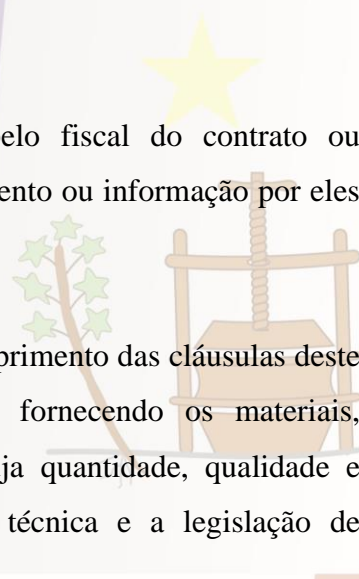 pelo fiscal do contrato ou
ento ou informação por eles
primento das cláusulas deste
fornecendo os materiais,
ja quantidade, qualidade e
técnica e a legislação de